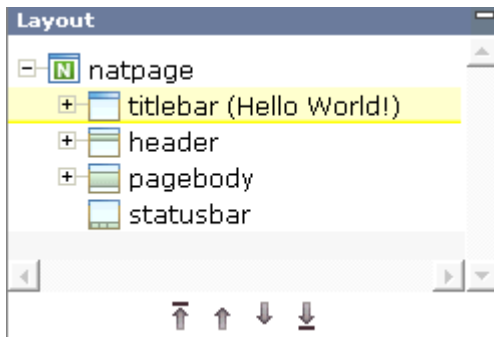 Layout
N natpage
titlebar (Hello World!)
header
pagebody
statusbar